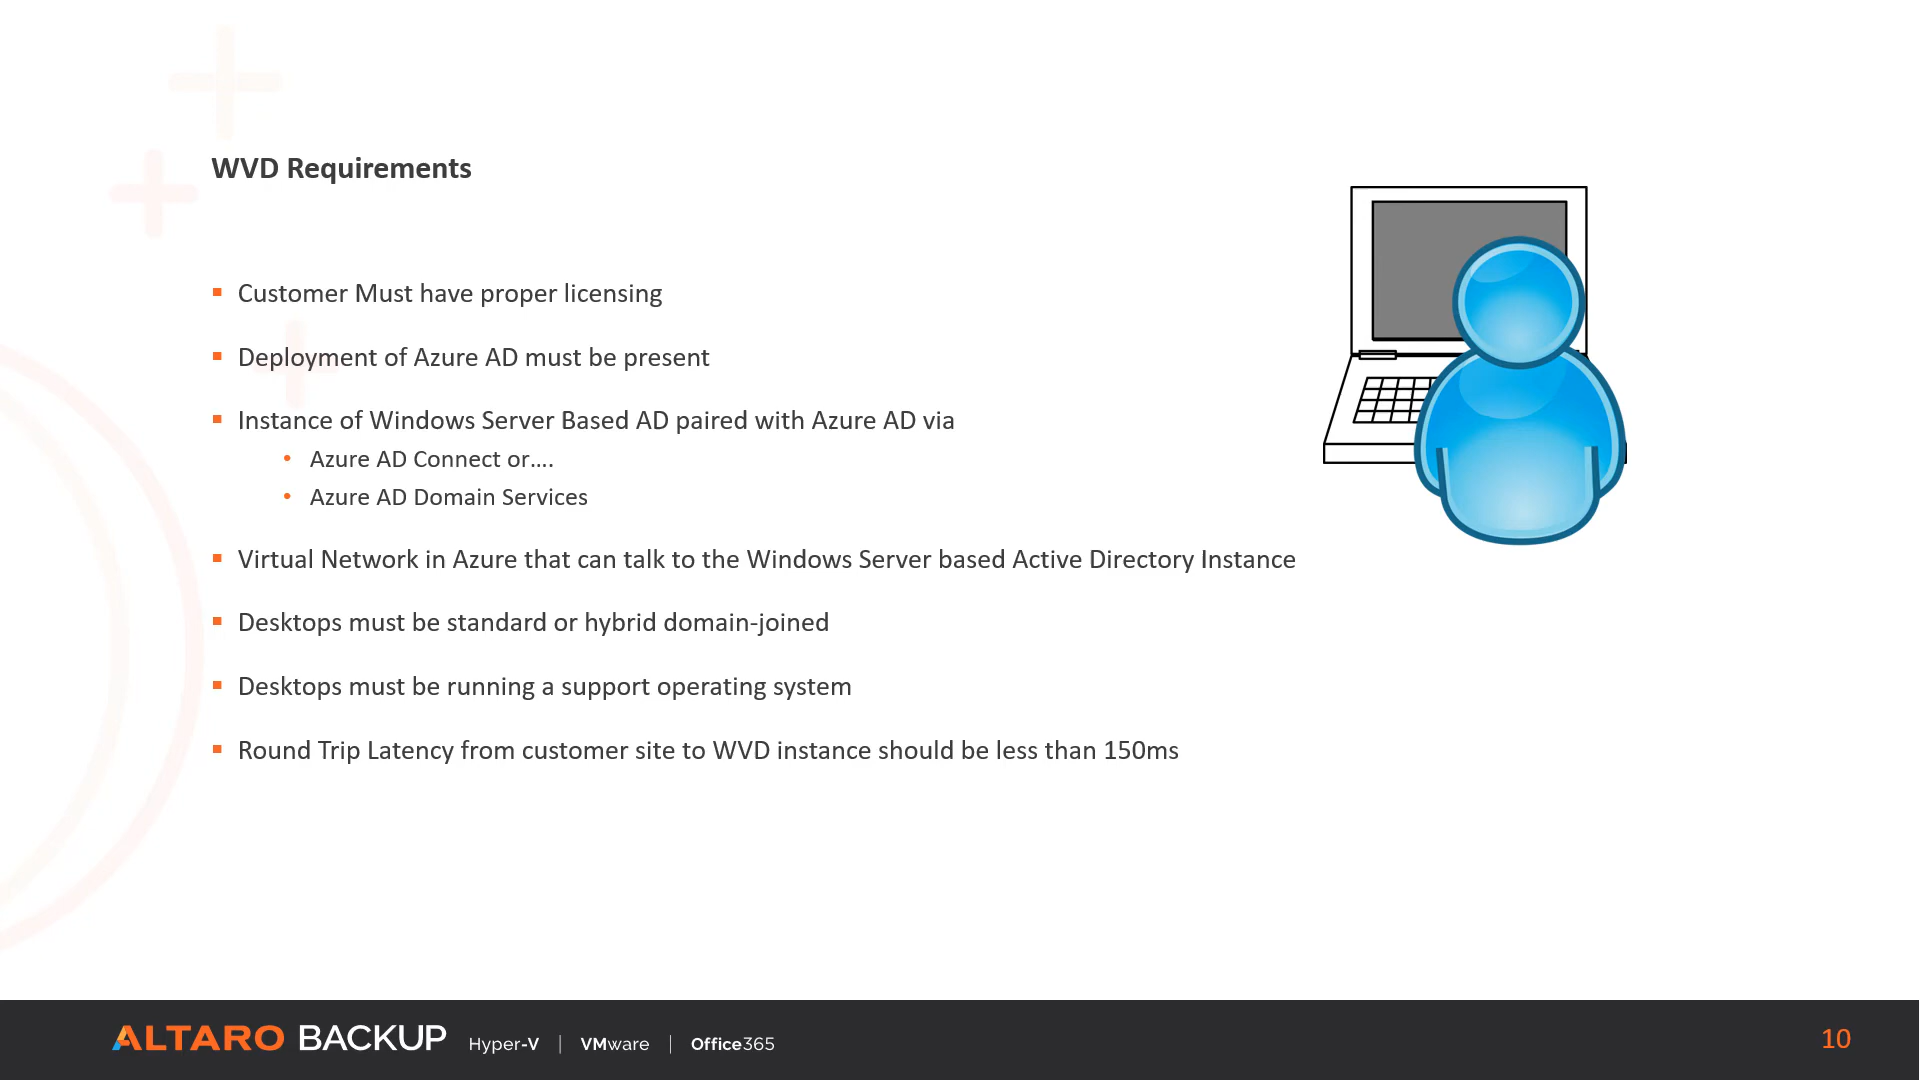 WVD Requirements
Customer Must have proper licensing
Deployment of Azure AD must be present
Instance of Windows Server Based AD paired with Azure AD via
Azure AD Connect or....
Azure AD Domain Services
Virtual Network in Azure that can talk to the Windows Server based Active Directory Instance
Desktops must be standard or hybrid domain-joined
Desktops must be running a support operating system
Round Trip Latency from customer site to WVD instance should be less than 150ms
ALTARO BACKUP Hyper-V | VMware | Office365
10